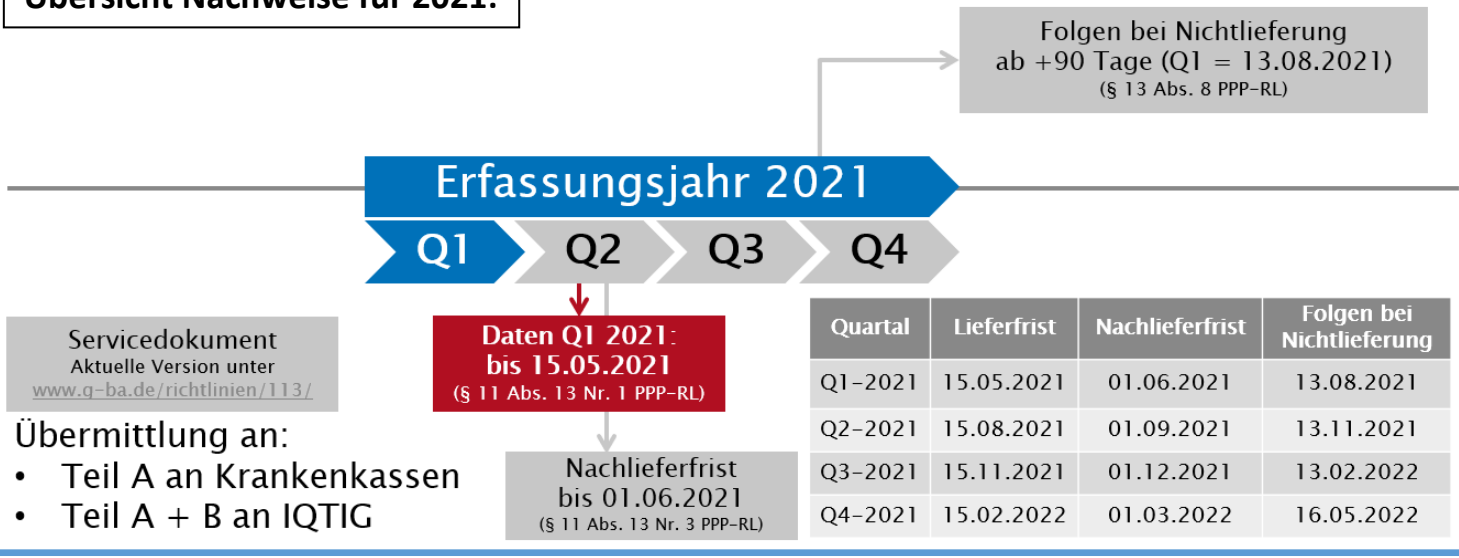 Übersicht Nachweise für 2021:
Folgen bei Nichtlieferung
ab +90 Tage (Q1 = 13.08.2021)
(§ 13 Abs. 8 PPP-RL)
Erfassungsjahr 2021
Q1 Q2 Q3 Q4
Servicedokument
Aktuelle Version unter
www.g-ba.de/richtlinien/113/
Übermittlung an:
• Teil A an Krankenkassen
• Teil A + B an IQTIG
Daten Q1 2021:
bis 15.05.2021
(§ 11 Abs. 13 Nr. 1 PPP-RL)
Nachlieferfrist
bis 01.06.2021
(§ 11 Abs. 13 Nr. 3 PPP-RL)
Quartal Lieferfrist Nachlieferfrist Folgen bei
Nichtlieferung
Q1-2021 15.05.2021 01.06.2021 13.08.2021
Q2-2021 15.08.2021 01.09.2021 13.11.2021
Q3-2021 15.11.2021 01.12.2021 13.02.2022
Q4-2021 15.02.2022 01.03.2022 16.05.2022